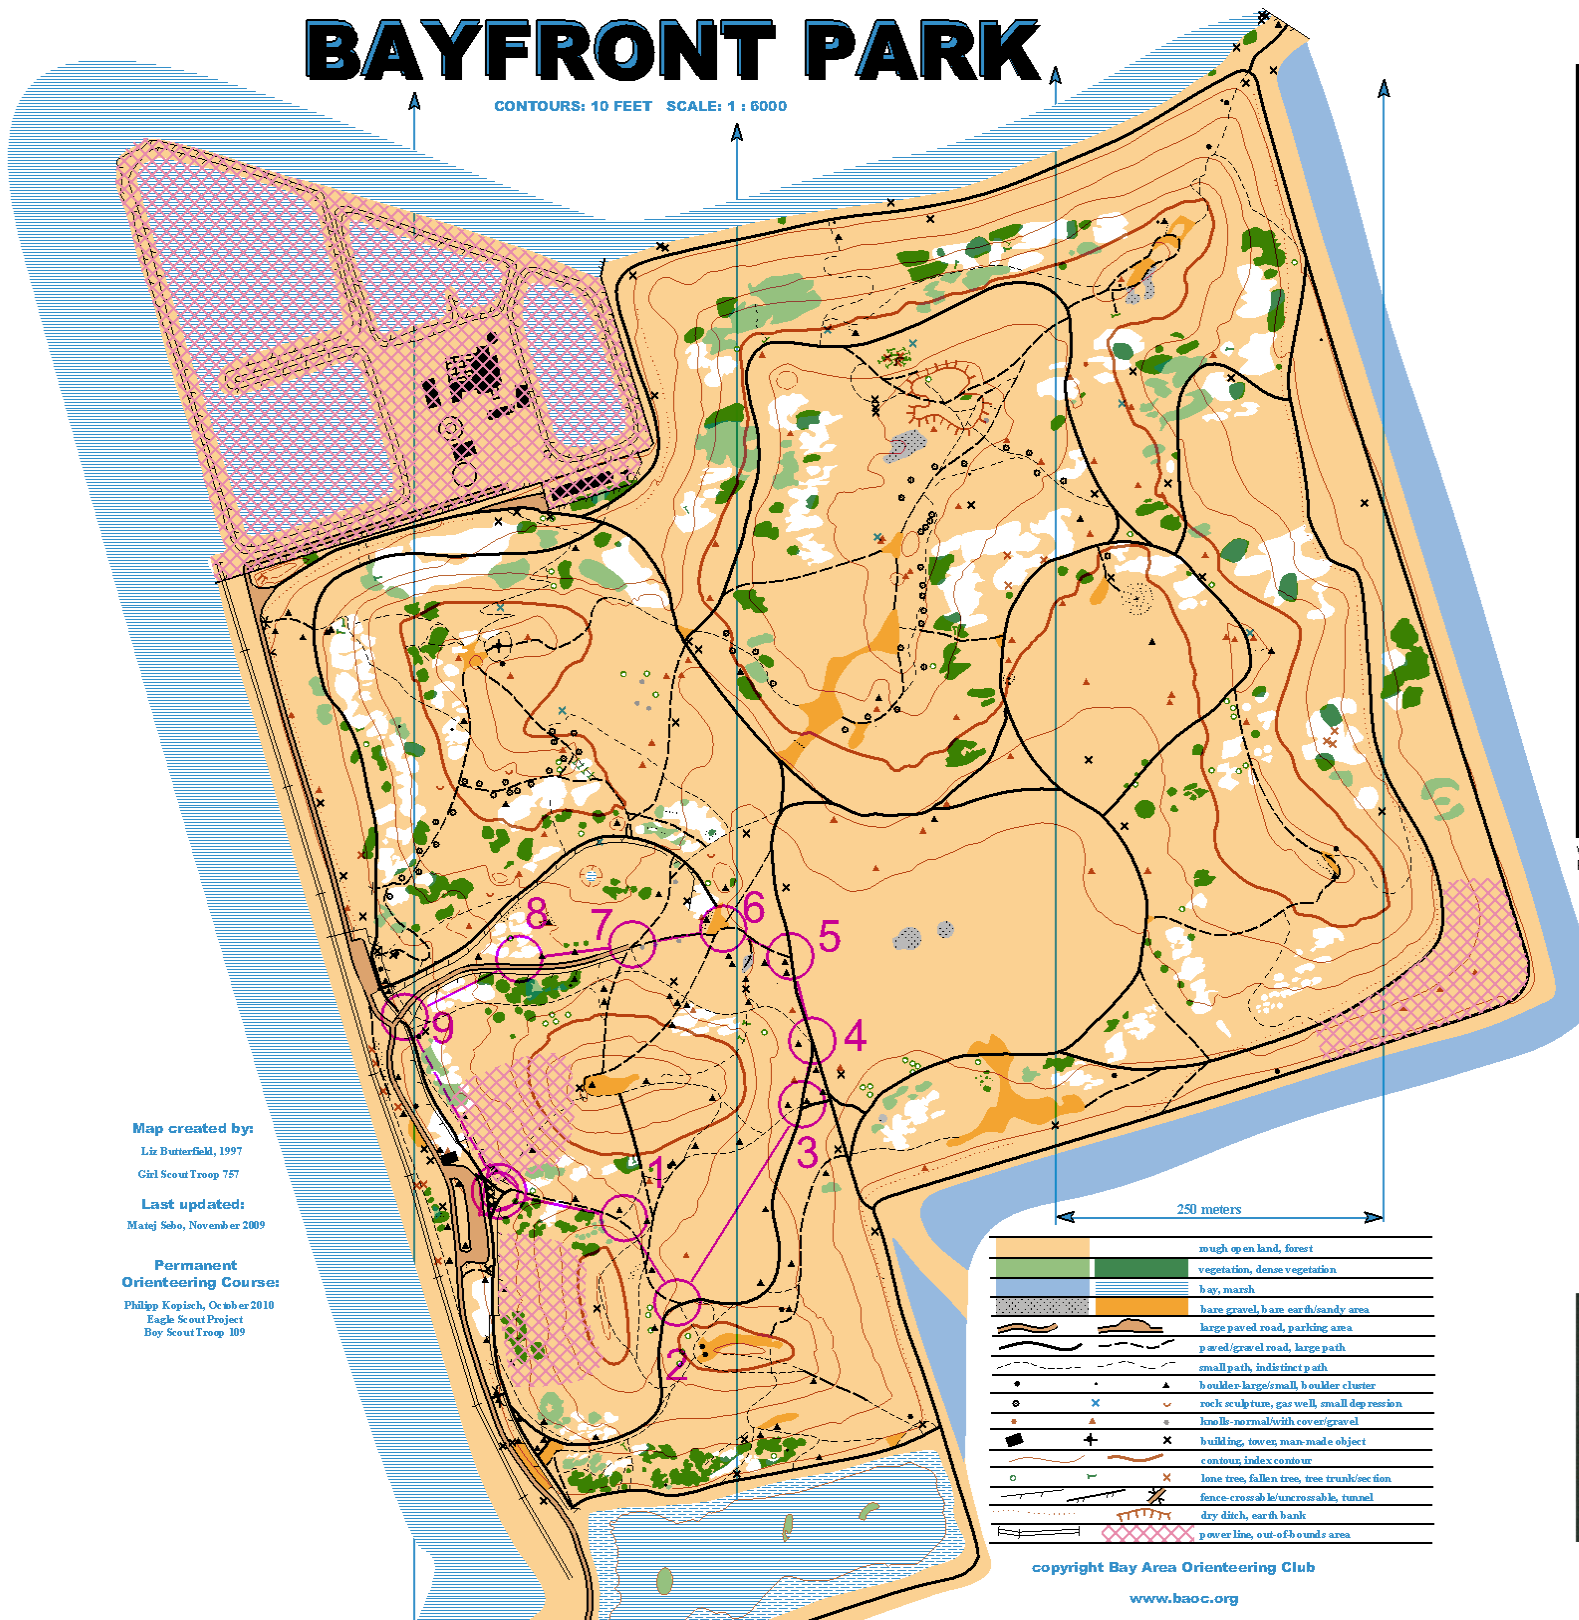 BAYFRONT PARK
CONTOURS: 10 FEET SCALE: 1 : 6000
8
7
6
5
9
4
3
1
2
Map created by:
Liz Butterfield, 1997
Girl Scout Troop 757
Last updated:
Matej Sebo, November 2009
Permanent
Orienteering Course:
Philipp Kopisch, October 2010
Eagle Scout Project
Boy Scout Troop 109
250 meters
rough open land, forest
vegetation, dense vegetation
bay, marsh
bare gravel, bare earth/sandy area
large paved road, parking area
paved/gravel road, large path
small path, indistinct path
boulder-large/small, boulder cluster
rock sculpture, gas well, small depression
knolls-normal/with cover/gravel
building, tower, man-made object
contour, index contour
lone tree, fallen tree, tree trunk/section
fence-crossable/uncrossable, tunnel
dry ditch, earth bank
power line, out-of-bounds area
copyright Bay Area Orienteering Club
www.baoc.org